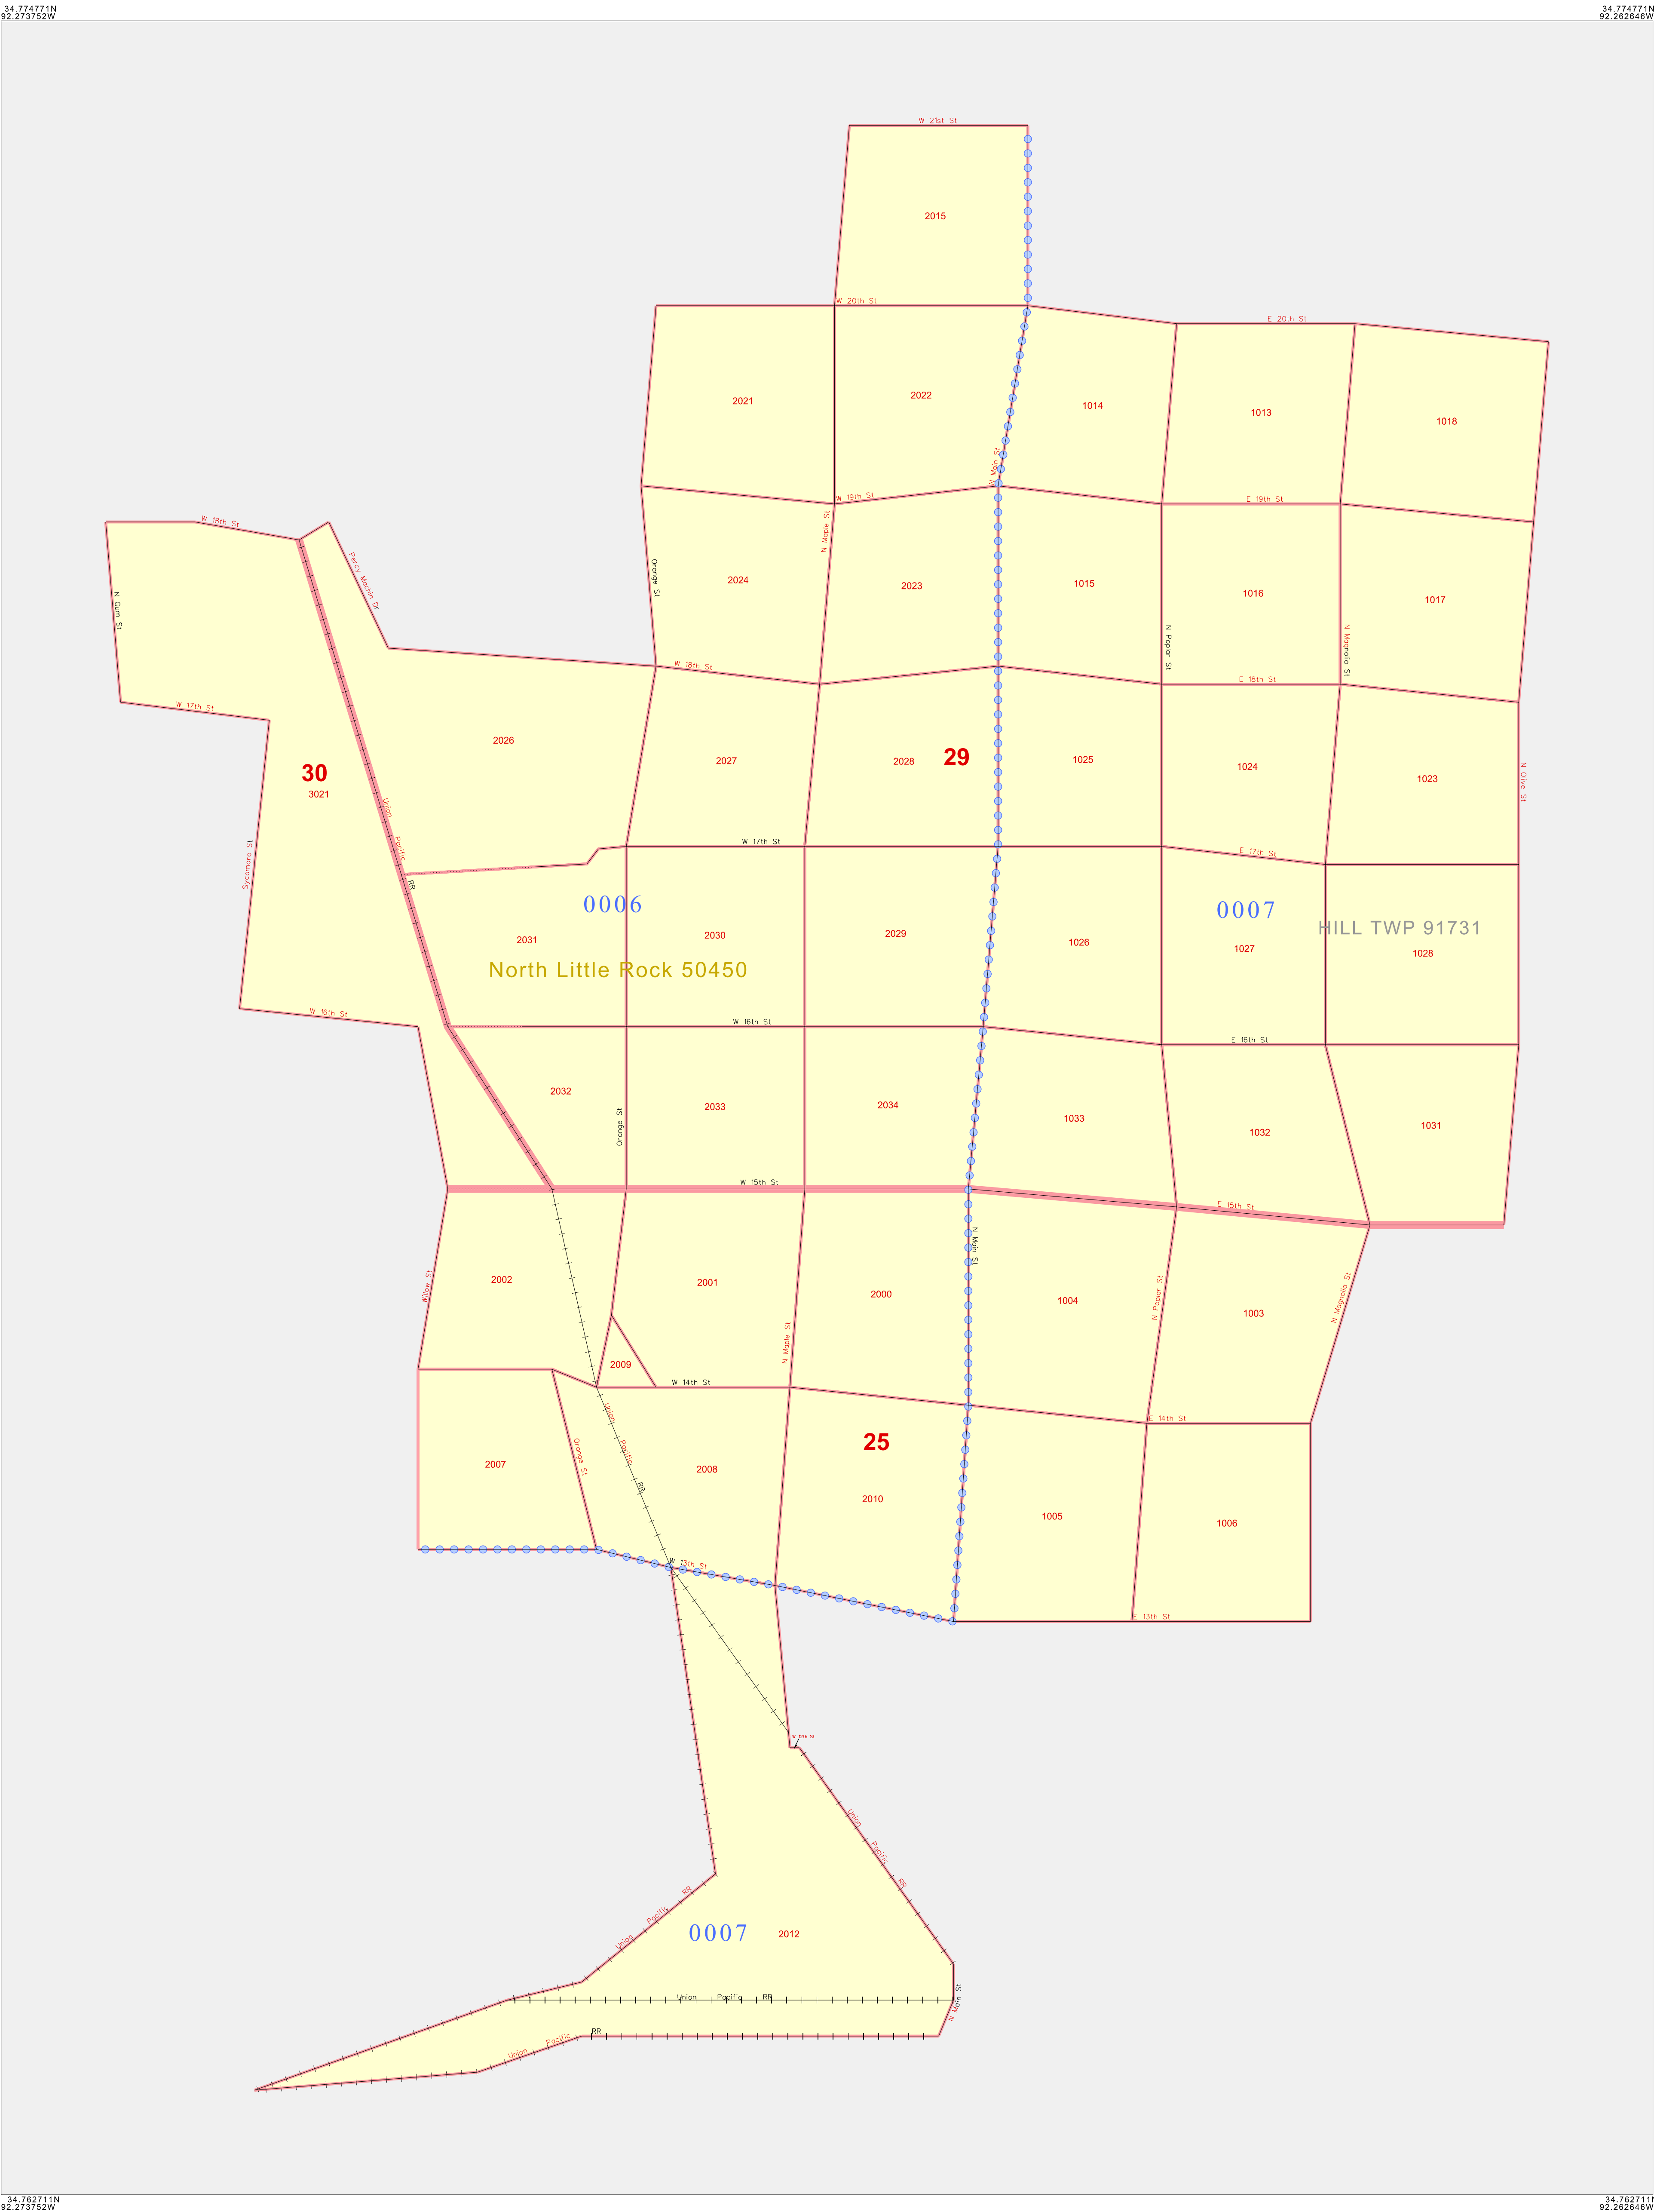 34.774771N
92.273752W
34.774771N
92.262646W
W 21st St
2015
W 20th St
E 20th St
2021
2022
1014
1013
1018
N Main St
W 19th St
E 19th St
W 18th St
N Maple St
Percy Machin Dr
Orange St
2024
2023
1015
1016
1017
N Gum St
N Poplar St
N Magnolia St
W 18th St
E 18th St
W 17th St
2026
2027
2028
29
1025
1024
1023
N Olive St
30
3021
Union Pacific RR
Sycamore St
W 17th St
E 17th St
0006
0007
2031
2030
2029
1026
1027
HILL TWP 91731
1028
North Little Rock 50450
W 16th St
W 16th St
E 16th St
2032
Orange St
2033
2034
1033
1032
1031
W 15th St
E 15th St
N Main St
Willow St
2002
2001
2000
1004
N Poplar St
1003
N Magnolia St
N Maple St
2009
W 14th St
E 14th St
Union Pacific RR
Orange St
25
2007
2008
2010
1005
1006
W 13th St
E 13th St
W 12th St
Union Pacific RR
Union Pacific RR
0007
2012
Union Pacific RR
N Main St
Union Pacific RR
34.762711N
92.273752W
34.762711N
92.262646W